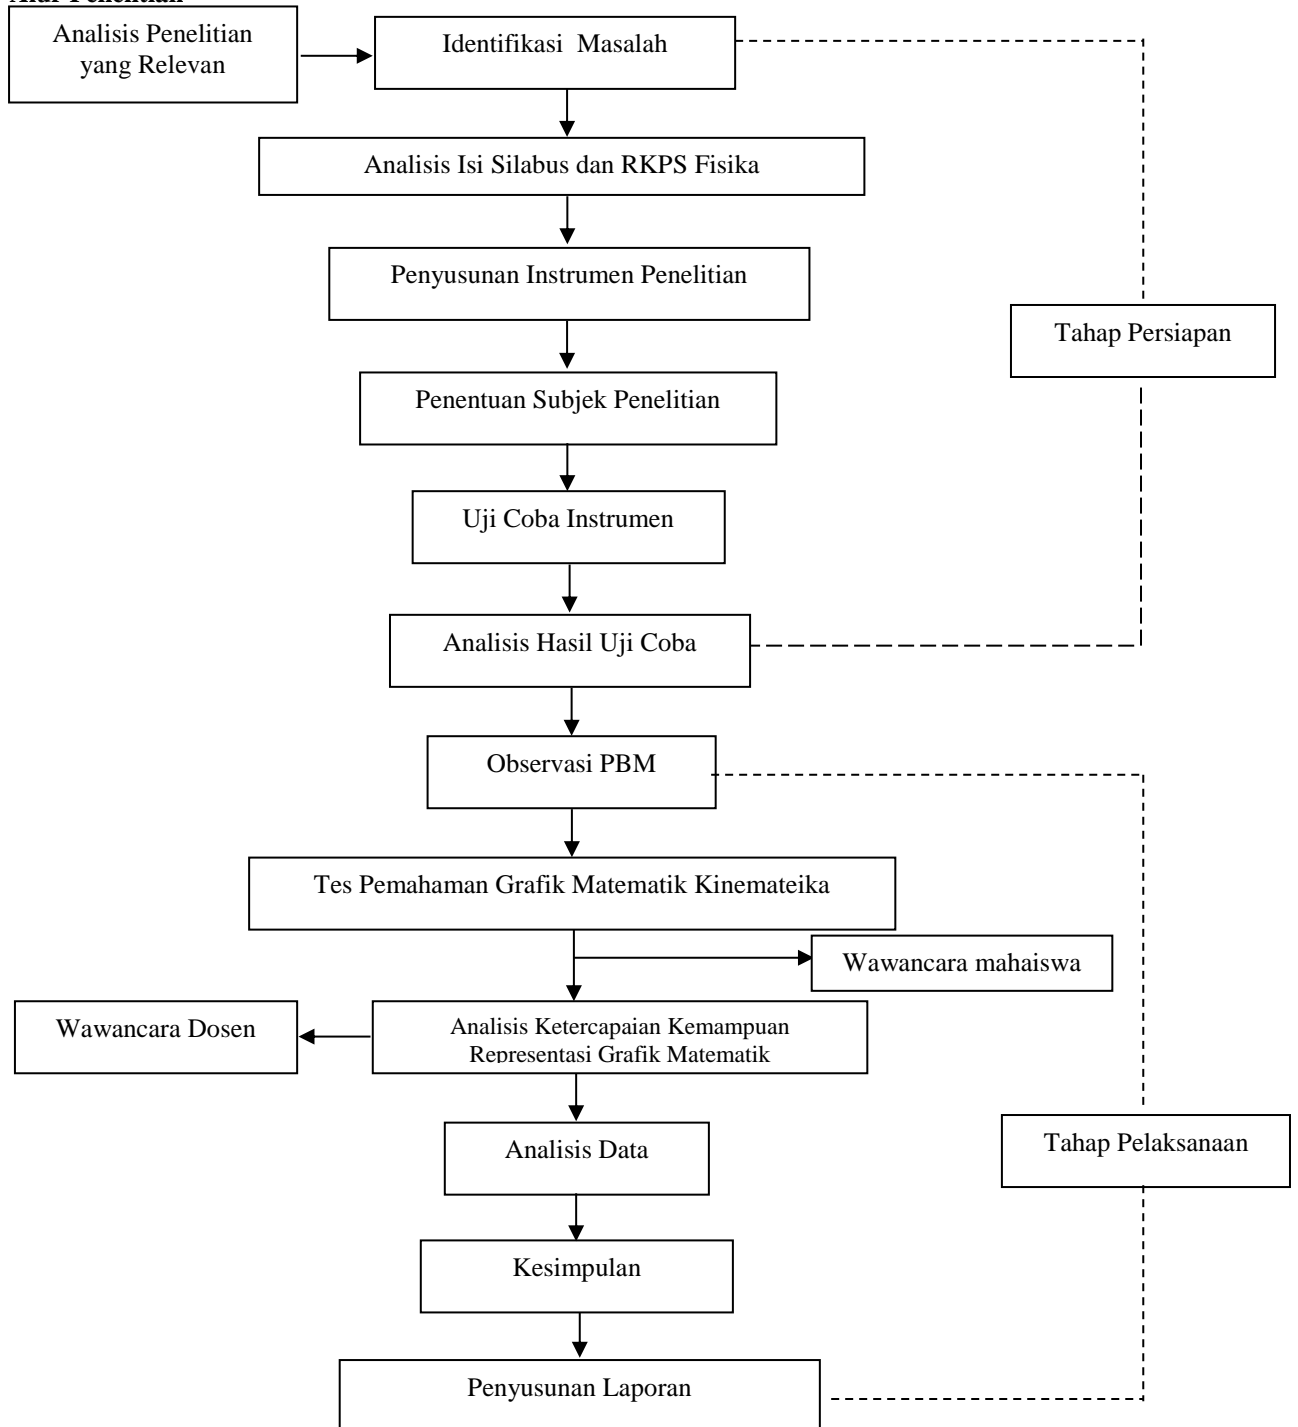 Alur Penelitian
Analisis Penelitian
yang Relevan
Identifikasi Masalah
Analisis Isi Silabus dan RKPS Fisika
Penyusunan Instrumen Penelitian
Tahap Persiapan
Penentuan Subjek Penelitian
Uji Coba Instrumen
Analisis Hasil Uji Coba
Observasi PBM
Tes Pemahaman Grafik Matematik Kinemateika
Wawancara mahaiswa
Wawancara Dosen
Analisis Ketercapaian Kemampuan
Representasi Grafik Matematik
Analisis Data
Tahap Pelaksanaan
Kesimpulan
Penyusunan Laporan